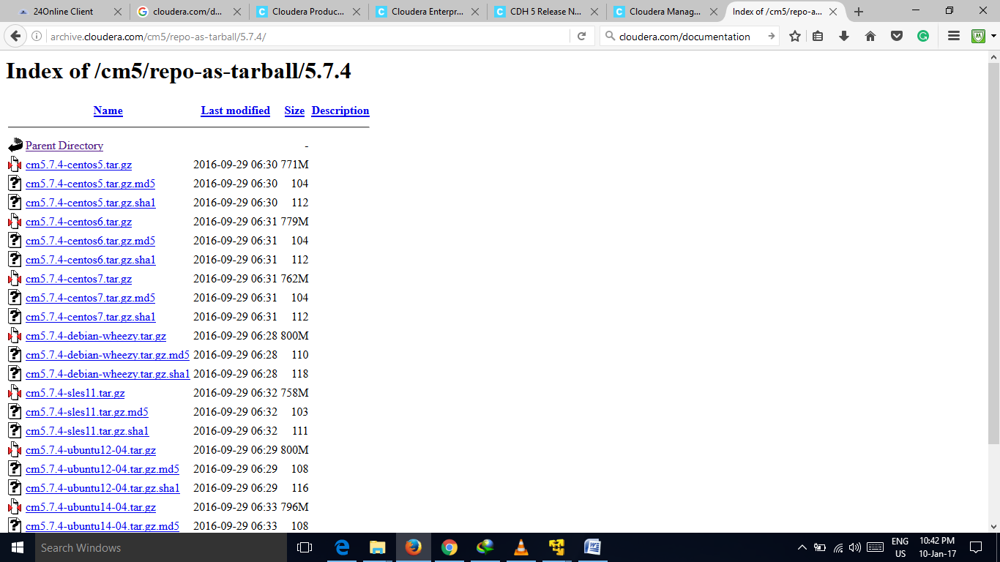 24Online Client
cloudera.com/d...
Cloudera Produc...
Cloudera Enterpr...
CDH 5 Release N...
Cloudera Manag...
Index of /cm5/repo-a...
archive.cloudera.com/cm5/repo-as-tarball/5.7.4/
cloudera.com/documentation
Index of /cm5/repo-as-tarball/5.7.4
Name Last modified Size Description
Parent Directory -
cm5.7.4-centos5.tar.gz 2016-09-29 06:30 771M
cm5.7.4-centos5.tar.gz.md5 2016-09-29 06:30 104
cm5.7.4-centos5.tar.gz.sha1 2016-09-29 06:30 112
cm5.7.4-centos6.tar.gz 2016-09-29 06:31 779M
cm5.7.4-centos6.tar.gz.md5 2016-09-29 06:31 104
cm5.7.4-centos6.tar.gz.sha1 2016-09-29 06:31 112
cm5.7.4-centos7.tar.gz 2016-09-29 06:31 762M
cm5.7.4-centos7.tar.gz.md5 2016-09-29 06:31 104
cm5.7.4-centos7.tar.gz.sha1 2016-09-29 06:31 112
cm5.7.4-debian-wheezy.tar.gz 2016-09-29 06:28 800M
cm5.7.4-debian-wheezy.tar.gz.md5 2016-09-29 06:28 110
cm5.7.4-debian-wheezy.tar.gz.sha1 2016-09-29 06:28 118
cm5.7.4-sles11.tar.gz 2016-09-29 06:32 758M
cm5.7.4-sles11.tar.gz.md5 2016-09-29 06:32 103
cm5.7.4-sles11.tar.gz.sha1 2016-09-29 06:32 111
cm5.7.4-ubuntu12-04.tar.gz 2016-09-29 06:29 800M
cm5.7.4-ubuntu12-04.tar.gz.md5 2016-09-29 06:29 108
cm5.7.4-ubuntu12-04.tar.gz.sha1 2016-09-29 06:29 116
cm5.7.4-ubuntu14-04.tar.gz 2016-09-29 06:33 796M
cm5.7.4-ubuntu14-04.tar.gz.md5 2016-09-29 06:33 108
Search Windows
ENG 10:42 PM
US 10-Jan-17